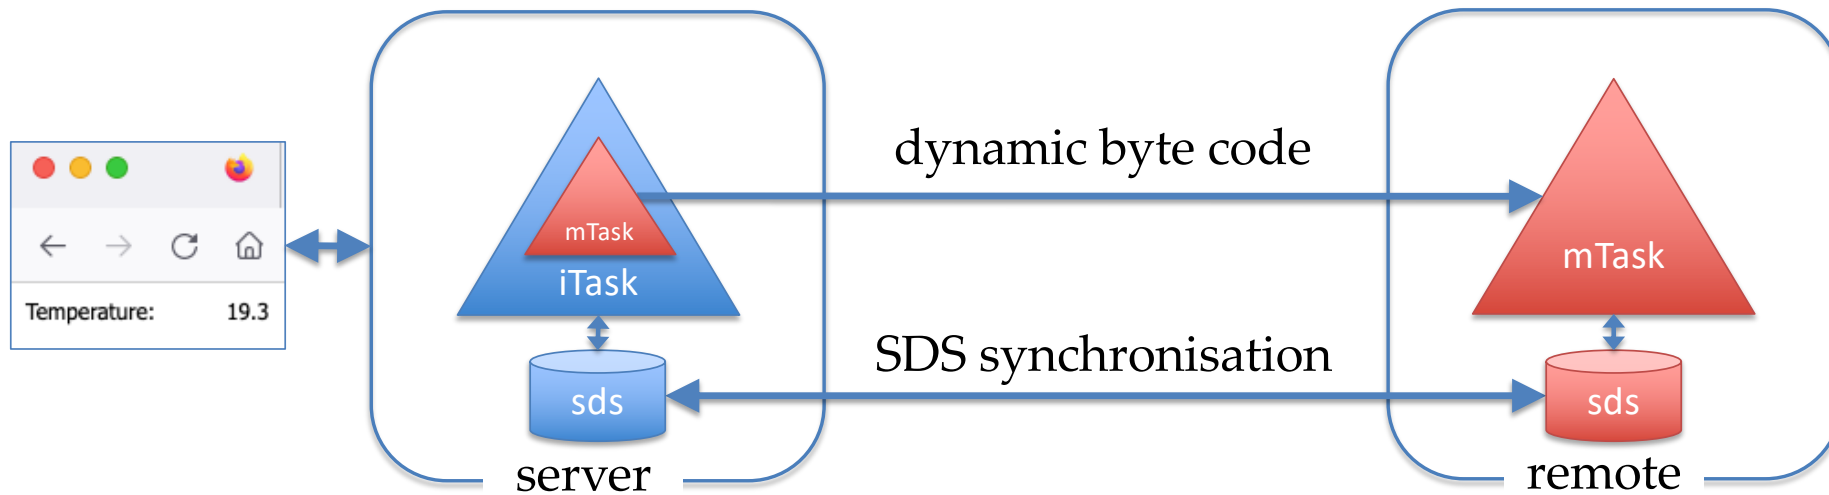 Temperature: 19.3
mTask
iTask
sds
server
dynamic byte code
SDS synchronisation
mTask
sds
remote